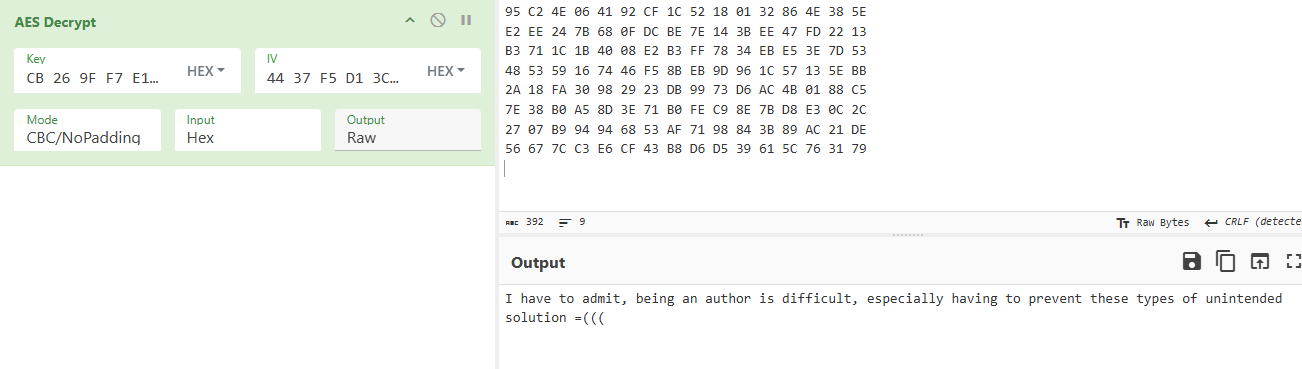 AES Decrypt
Key
CB 26 9F F7 E1...
HEX
IV
44 37 F5 D1 3C...
HEX
Mode
CBC/NoPadding
Input
Hex
Output
Raw
95 C2 4E 06 41 92 CF 1C 52 18 01 32 86 4E 38 5E
E2 EE 24 7B 68 0F DC BE 7E 14 3B EE 47 FD 22 13
B3 71 1C 1B 40 08 E2 B3 FF 78 34 EB E5 3E 7D 53
48 53 59 16 74 46 F5 8B EB 9D 96 1C 57 13 5E BB
2A 18 FA 30 98 29 23 DB 99 73 D6 AC 4B 01 88 C5
7E 38 B0 A5 8D 3E 71 B0 FE C9 8E 7B D8 E3 0C 2C
27 07 B9 94 94 68 53 AF 71 98 84 3B 89 AC 21 DE
56 67 7C C3 E6 CF 43 B8 D6 D5 39 61 5C 76 31 79
ABC 392 9
Tт Raw Bytes CRLF (detecte
Output
I have to admit, being an author is difficult, especially having to prevent these types of unintended
solution =(((